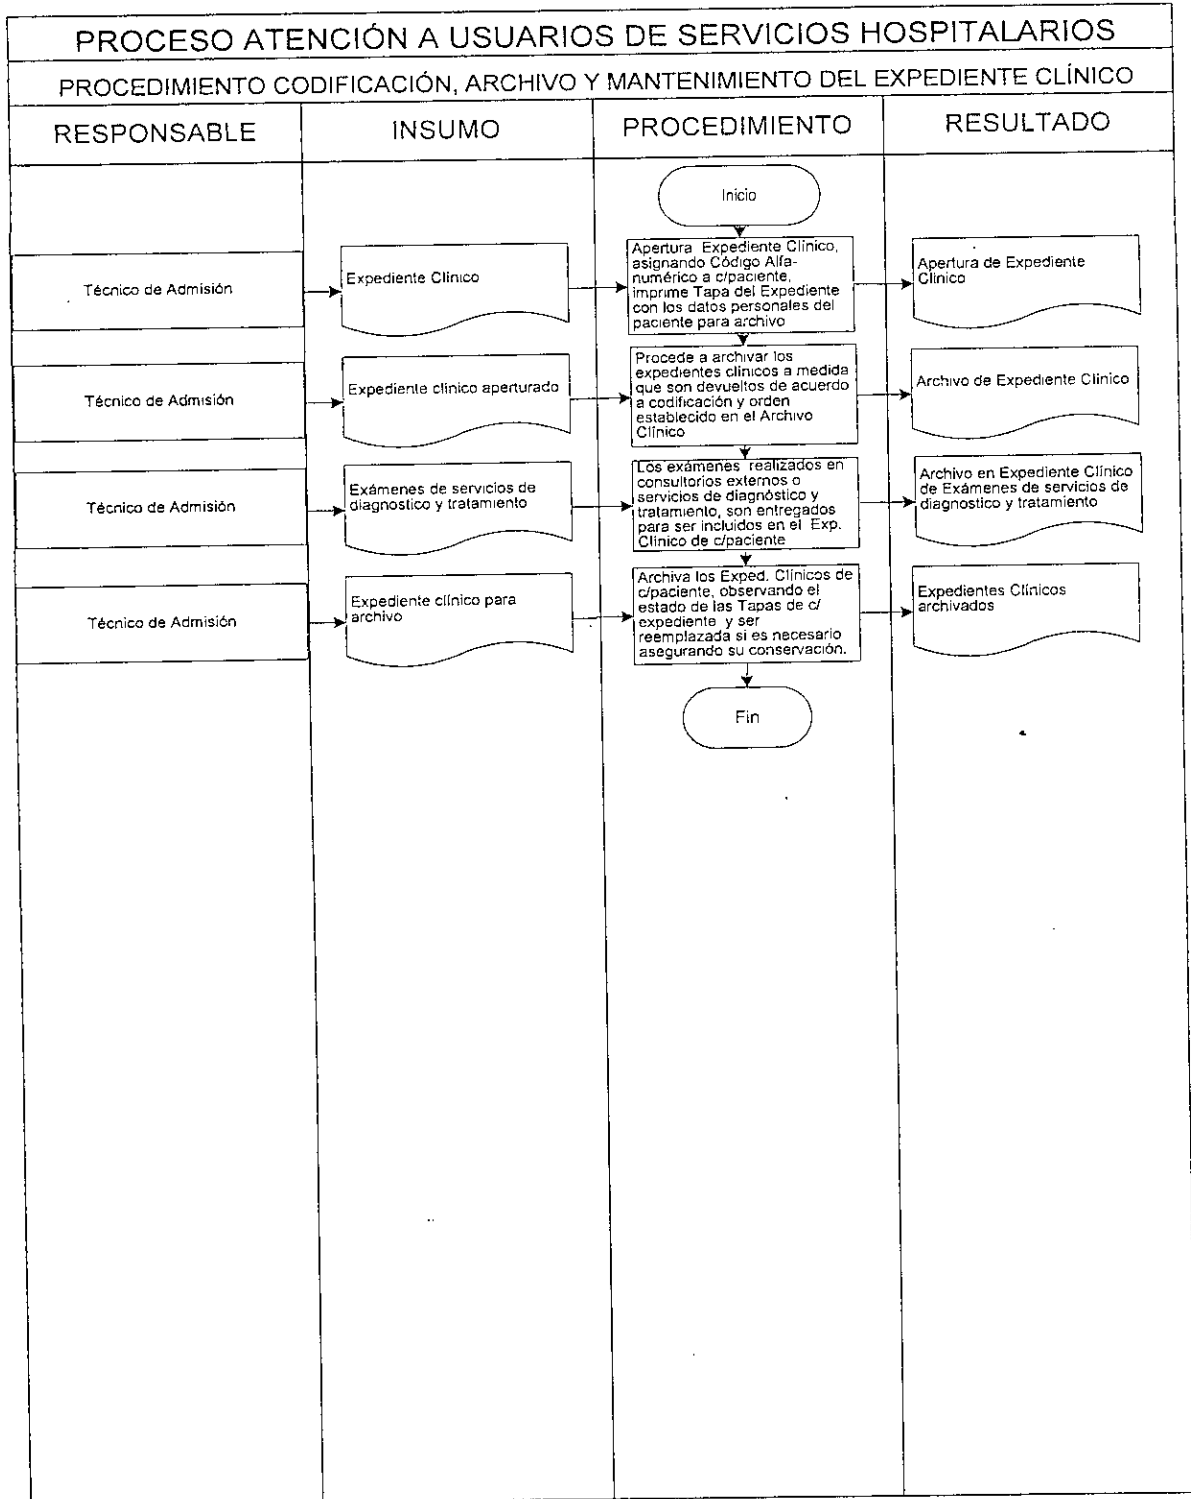 PROCESO ATENCIÓN A USUARIOS DE SERVICIOS HOSPITALARIOS
PROCEDIMIENTO CODIFICACIÓN, ARCHIVO Y MANTENIMIENTO DEL EXPEDIENTE CLÍNICO
RESPONSABLE
INSUMO
PROCEDIMIENTO
RESULTADO
Inicio
Técnico de Admisión
Expediente Clínico
Apertura Expediente Clínico,
asignando Código Alfa-
numérico a c/paciente,
imprime Tapa del Expediente
con los datos personales del
paciente para archivo
Apertura de Expediente
Clínico
Técnico de Admisión
Expediente clínico aperturado
Procede a archivar los
expedientes clínicos a medida
que son devueltos de acuerdo
a codificación y orden
establecido en el Archivo
Clínico
Archivo de Expediente Clínico
Técnico de Admisión
Exámenes de servicios de
diagnostico y tratamiento
Los exámenes realizados en
consultorios externos o
servicios de diagnóstico y
tratamiento, son entregados
para ser incluidos en el Exp.
Clínico de c/paciente
Archivo en Expediente Clínico
de Exámenes de servicios de
diagnostico y tratamiento
Técnico de Admisión
Expediente clínico para
archivo
Archiva los Exped. Clínicos de
c/paciente, observando el
estado de las Tapas de c/
expediente y ser
reemplazada si es necesario
asegurando su conservación.
Expedientes Clínicos
archivados
Fin